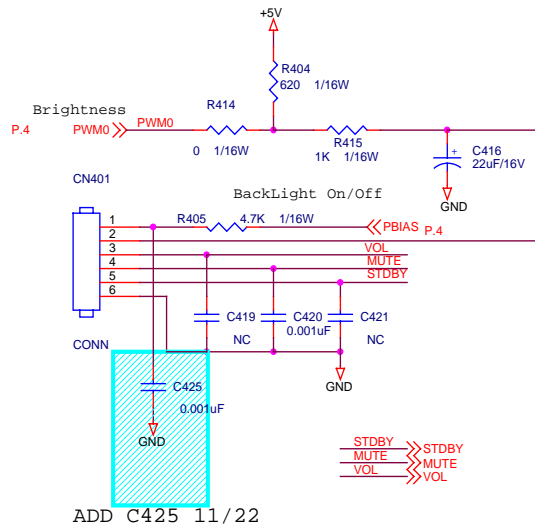 +5V
R404
620 1/16W
Brightness
R414
P.4 PWM0 PWM0
R415
0 1/16W
1K 1/16W
+
C416
22uF/16V
GND
CN401
BackLight On/Off
1
R405 4.7K 1/16W
PBIAS P.4
2
3
VOL
4
MUTE
5
STDBY
6
C419
C420
C421
0.001uF
NC
NC
CONN
C425
0.001uF
GND
GND
STDBY STDBY
MUTE MUTE
VOL VOL
ADD C425 11/22